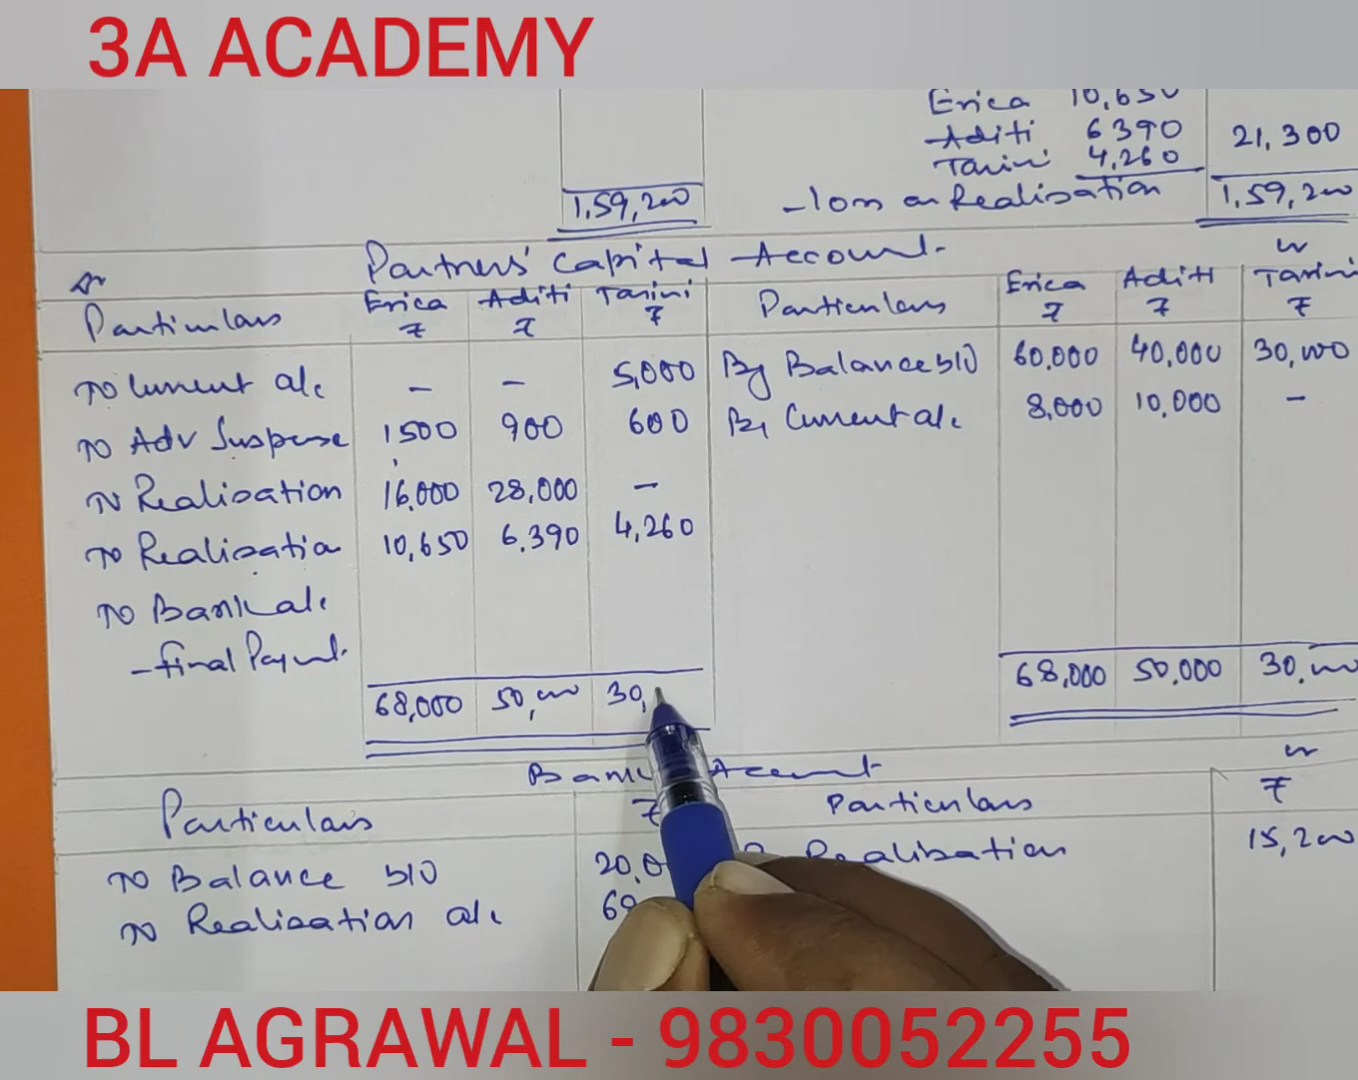 3A ACADEMY
Erica 10,650
Aditi 6390 21,300
Tarini 4,260
1,59,200 - loss on Realisation 1,59,200
Partners' Capital Account
Dr Cr
Particulars Erica ₹ Aditi ₹ Tarini ₹ Particulars Erica ₹ Aditi ₹ Tarini ₹
To Current a/c - - 5,000 By Balance b/d 60,000 40,000 30,000
To Adv Suspense 1500 900 600 By Current a/c 8,000 10,000 -
To Realisation 16,000 28,000 -
To Realisatio 10,650 6,390 4,260
To Bank a/c
- final Paymt.
68,000 50,000 30, 68,000 50,000 30,000
Bank Account
Cr
Particulars ₹ Particulars ₹
To Balance b/d 20,0 Realisation 15,200
To Realisation a/c
BL AGRAWAL - 9830052255